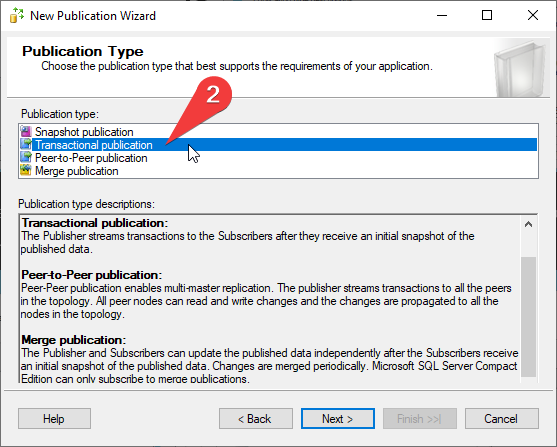 New Publication Wizard
Publication Type
Choose the publication type that best supports the requirements of your application.
2
Publication type:
Snapshot publication
Transactional publication
Peer-to-Peer publication
Merge publication
Publication type descriptions:
Transactional publication:
The Publisher streams transactions to the Subscribers after they receive an initial snapshot of the
published data.
Peer-to-Peer publication:
Peer-Peer publication enables multi-master replication. The publisher streams transactions to all the peers
in the topology. All peer nodes can read and write changes and the changes are propagated to all the
nodes in the topology.
Merge publication:
The Publisher and Subscribers can update the published data independently after the Subscribers receive
an initial snapshot of the published data. Changes are merged periodically. Microsoft SQL Server Compact
Edition can only subscribe to merge publications.
Help
< Back
Next >
Finish >>|
Cancel